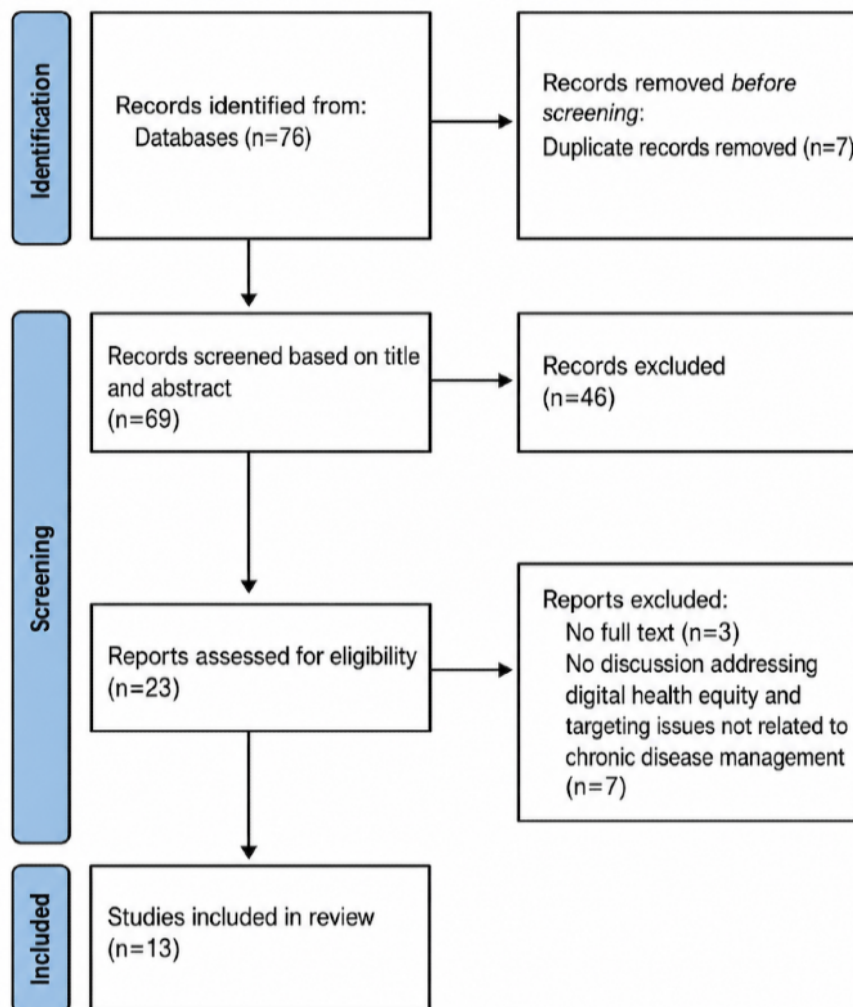 Identification
Records identified from:
Databases (n=76)
Records removed before
screening:
Duplicate records removed (n=7)
Screening
Records screened based on title
and abstract
(n=69)
Records excluded
(n=46)
Reports assessed for eligibility
(n=23)
Reports excluded:
No full text (n=3)
No discussion addressing
digital health equity and
targeting issues not related to
chronic disease management
(n=7)
Included
Studies included in review
(n=13)